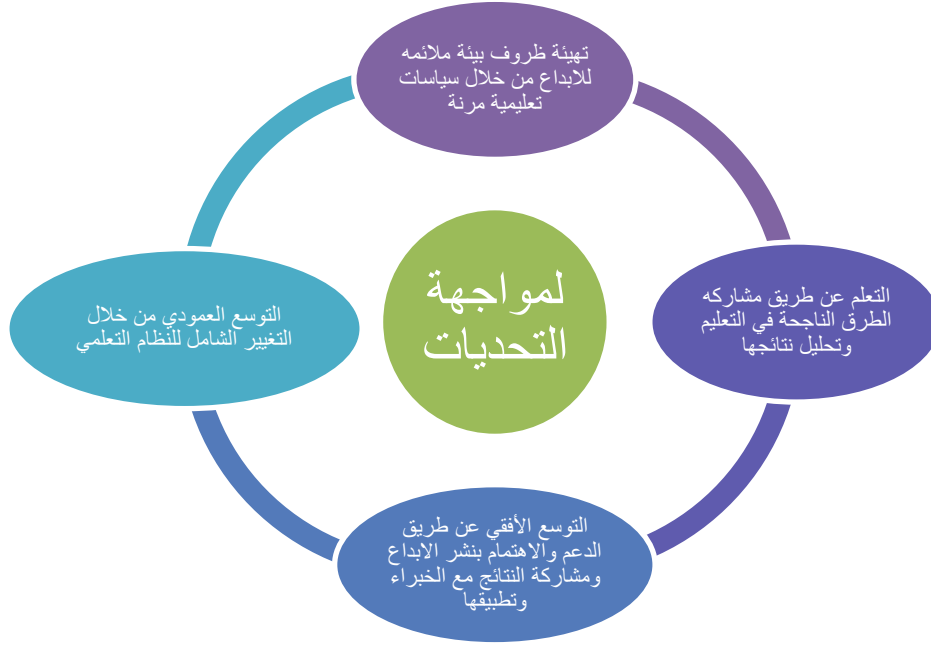 تهيئة ظروف بيئة ملائمه
للابداع من خلال سياسات
تعليمية مرنة
التعلم عن طريق مشاركه
الطرق الناجحة في التعليم
وتحليل نتائجها
التوسع الأفقي عن طريق
الدعم والاهتمام بنشر الابداع
ومشاركة النتائج مع الخبراء
وتطبيقها
التوسع العمودي من خلال
التغيير الشامل للنظام التعلمي
لمواجهة
التحديات